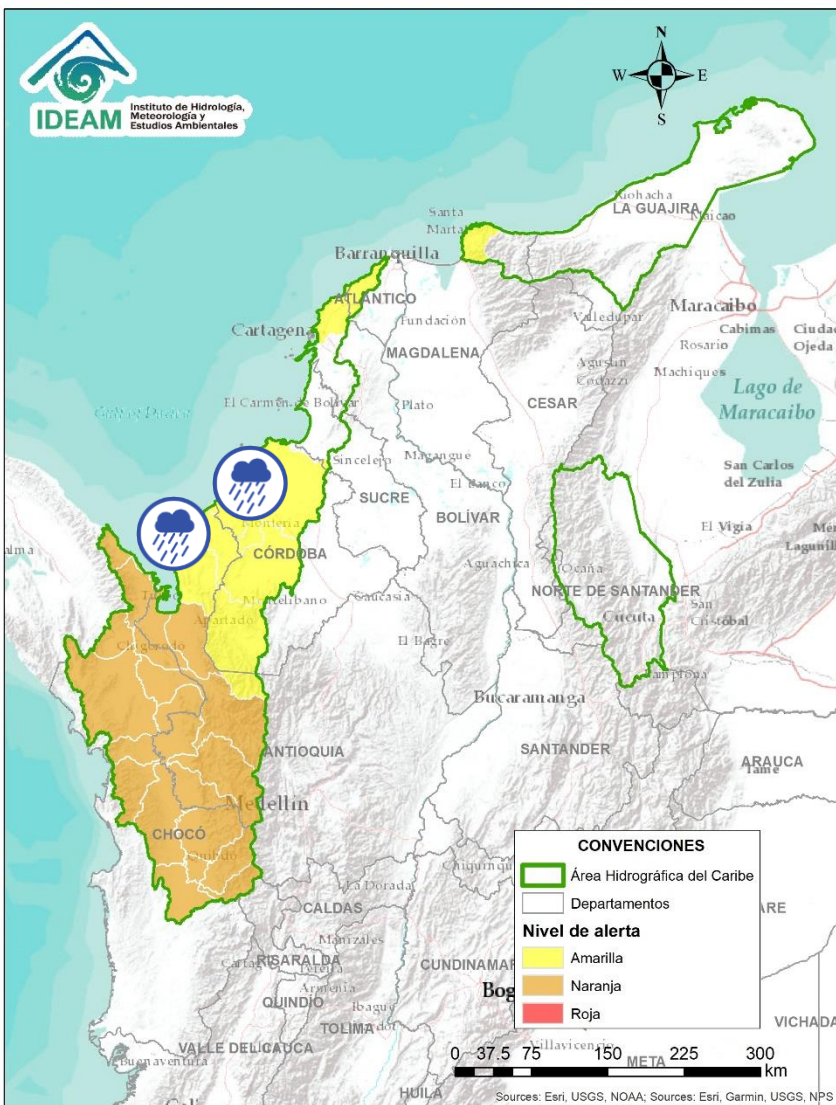 IDEAM
Instituto de Hidrología,
Meteorología y
Estudios Ambientales
N
W
E
S
Riohacha
LA GUAJIRA
Maicao
Santa
Marta
Barranquilla
ATLÁNTICO
Maracaibo
Cartagena
Fundación
Valledupar
Cabimas
Ciudad
Ojeda
MAGDALENA
Rosario
Machiques
Agustín
Codazzi
Lago de
Maracaibo
El Carmen de Bolívar
Plato
CESAR
Sincelejo
Magangue
San Carlos
del Zulia
SUCRE
El Banco
Montería
BOLÍVAR
El Vigía
CÓRDOBA
Aguachica
Ocaña
NORTE DE SANTANDER
Turbo
Montelíbano
Caucasia
San
Cristóbal
Apartadó
Cucuta
Chigorodó
El Bagre
Pamplona
Bucaramanga
ANTIOQUIA
SANTANDER
ARAUCA
Tame
Medellín
CHOCÓ
Quibdó
La Dorada
CALDAS
Manizales
RISARALDA
Pereira
Armenia
QUINDÍO
Ibague
TOLIMA
VALLE DEL CAUCA
Buenaventura
HUILA
Villavicencio
META
VICHADA
CONVENCIONES
Área Hidrográfica del Caribe
Departamentos
Nivel de alerta
Amarilla
Naranja
Roja
0 37.5 75 150 225 300
km
Sources: Esri, USGS, NOAA; Sources: Esri, Garmin, USGS, NPS